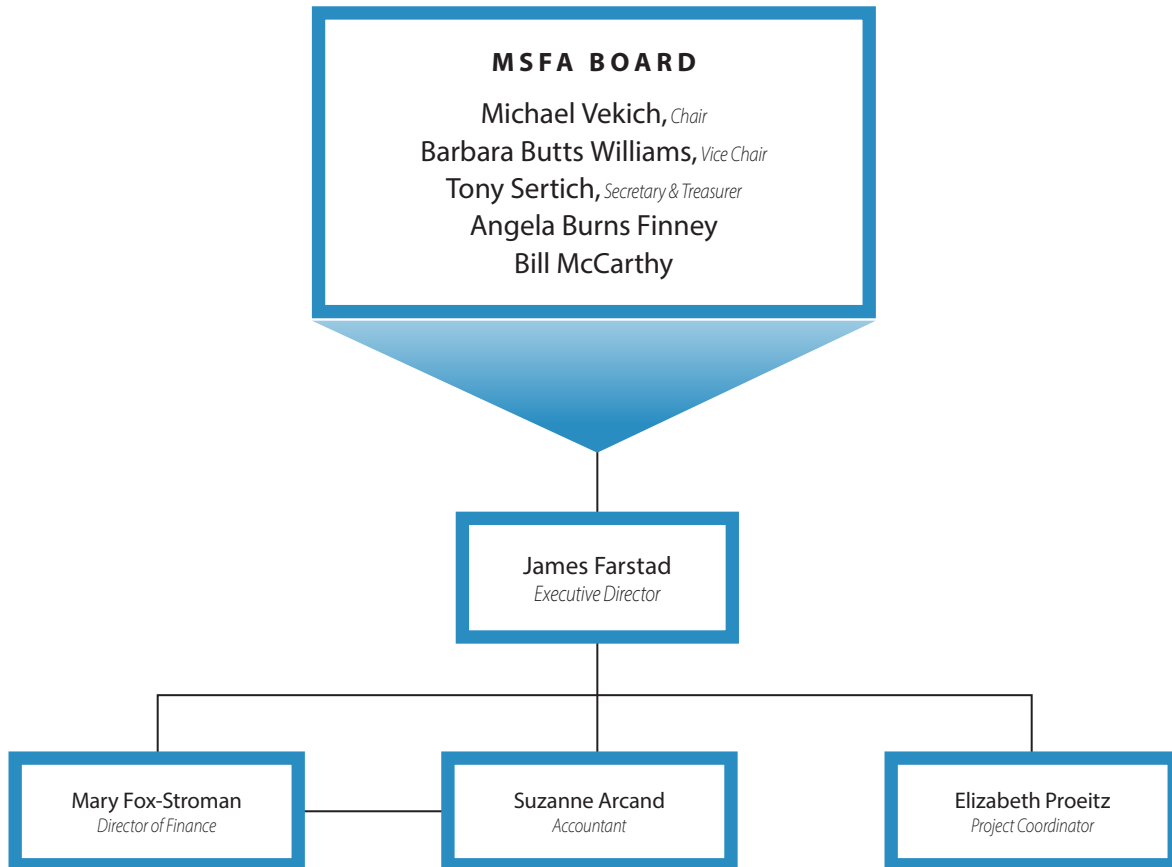 MSFA BOARD
Michael Vekich, Chair
Barbara Butts Williams, Vice Chair
Tony Sertich, Secretary & Treasurer
Angela Burns Finney
Bill McCarthy
James Farstad
Executive Director
Mary Fox-Stroman
Director of Finance
Suzanne Arcand
Accountant
Elizabeth Proeitz
Project Coordinator